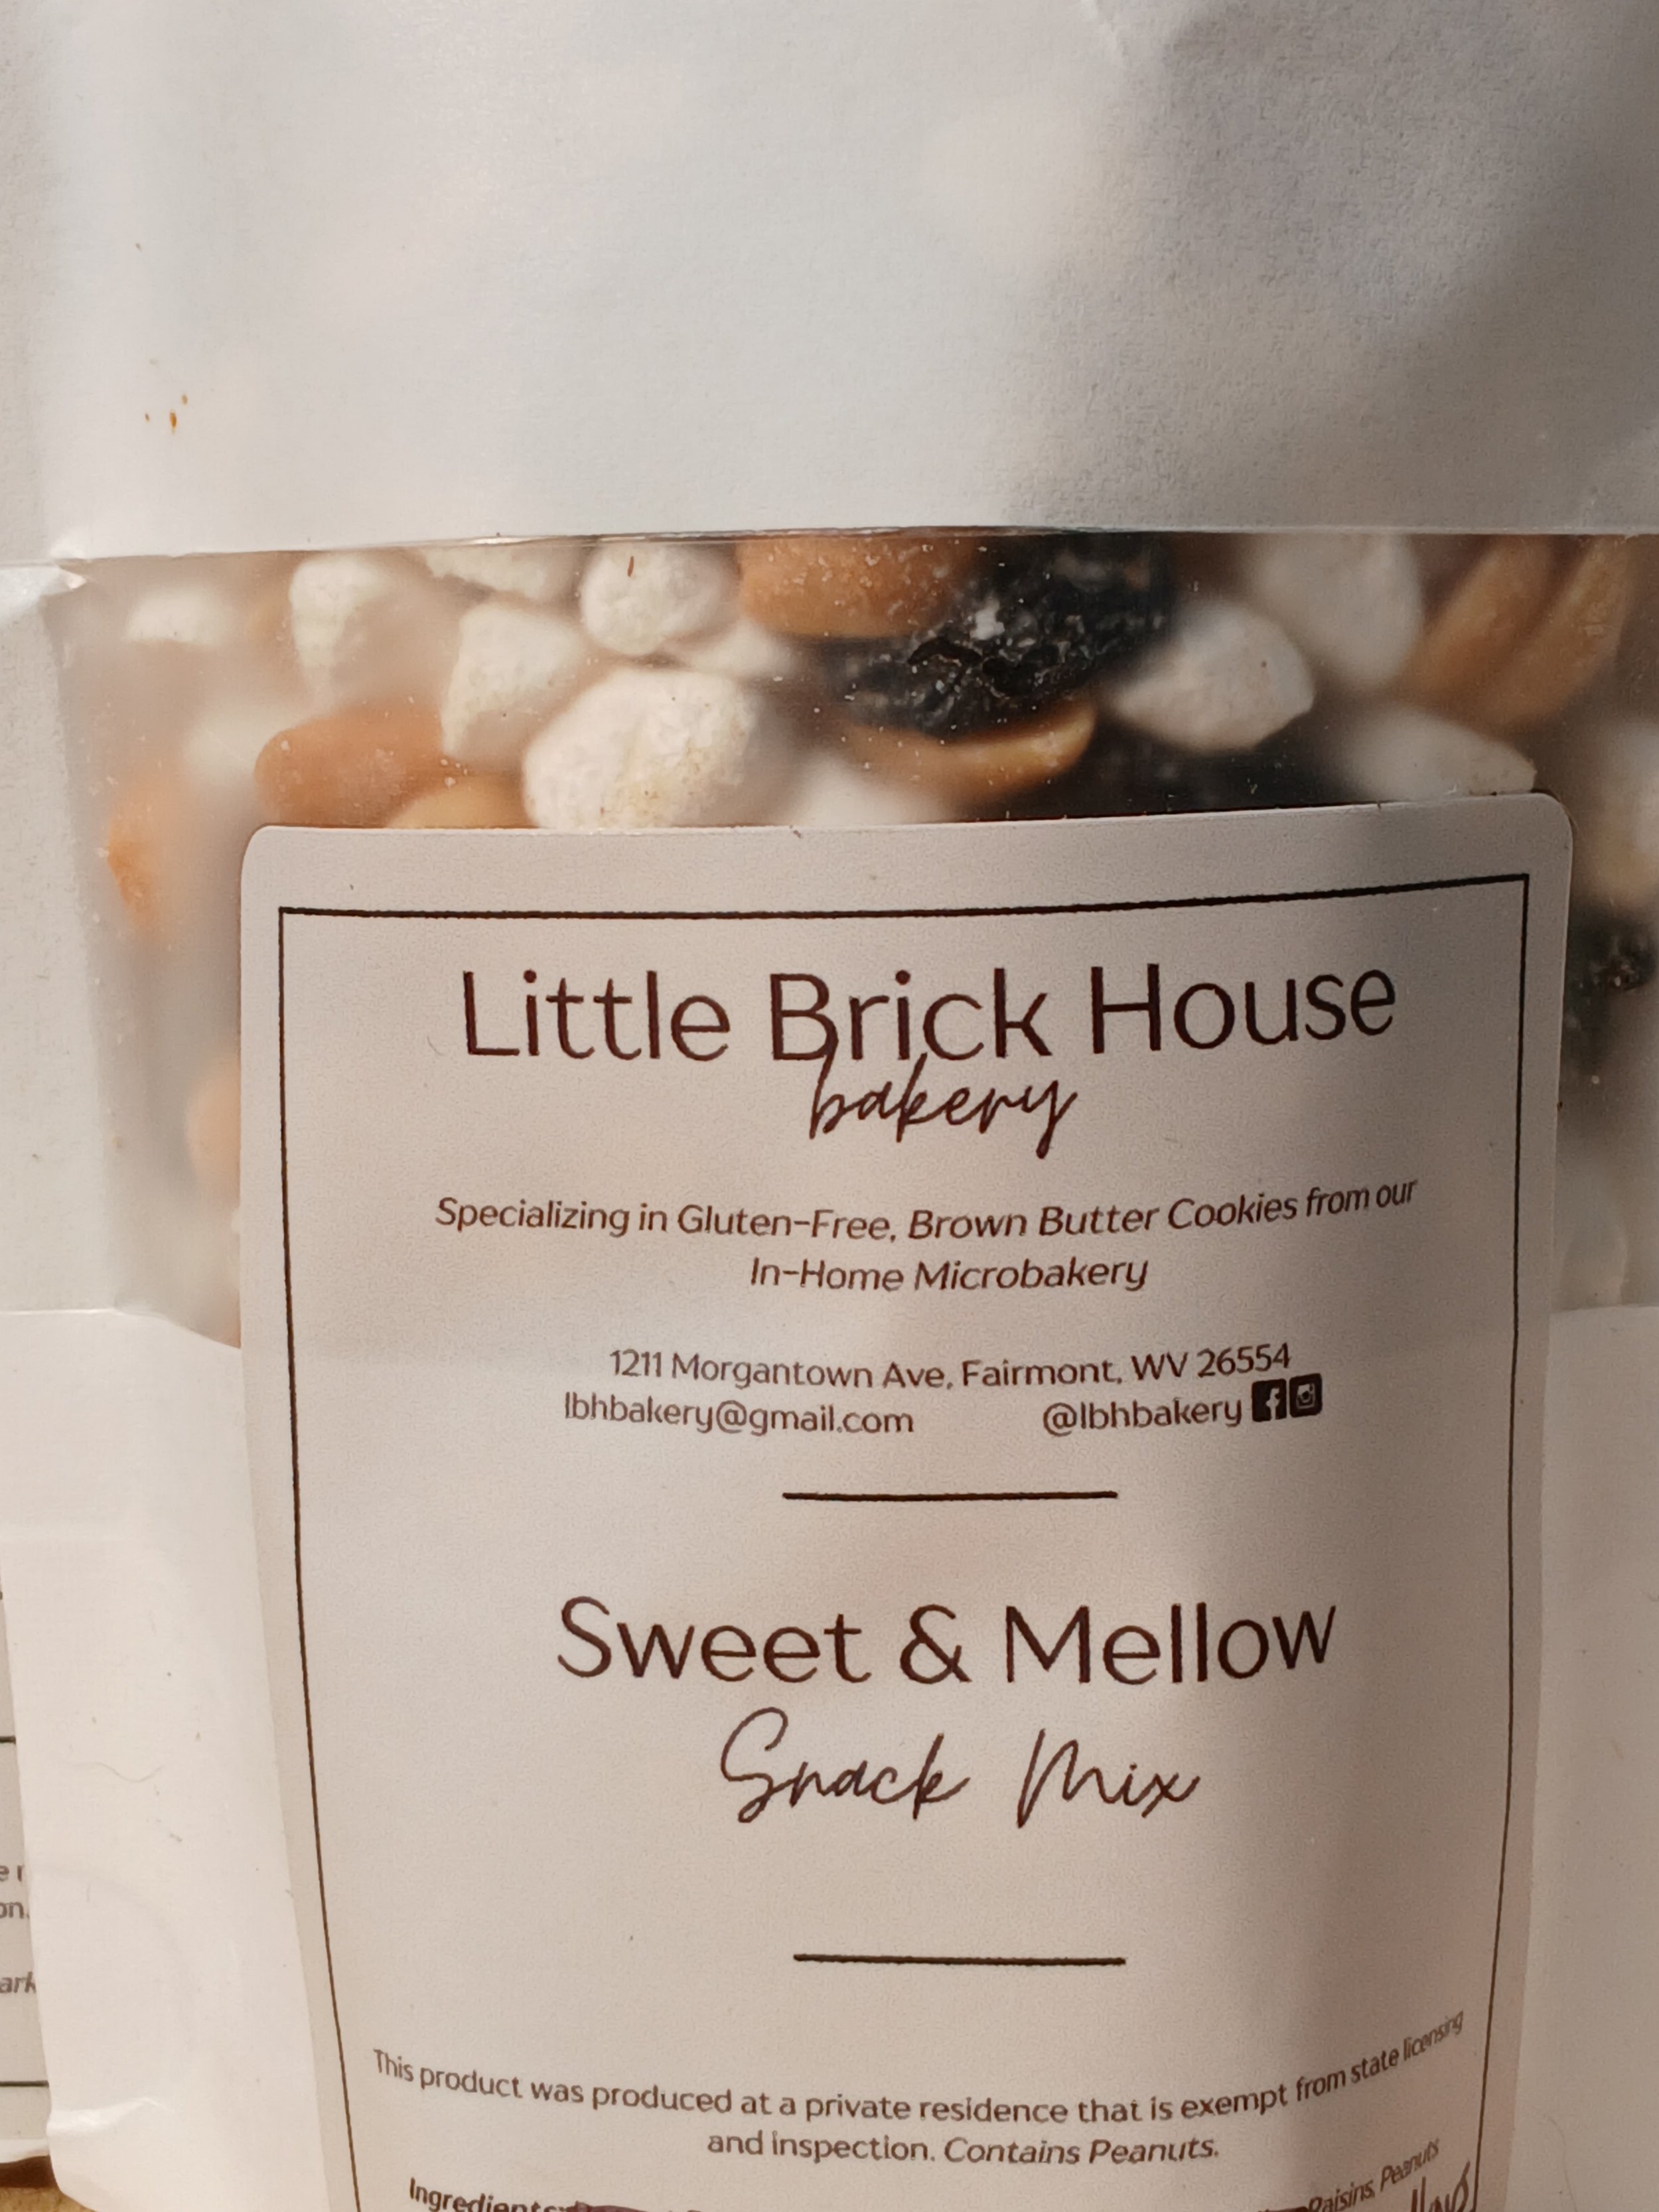 Little Brick House
bakery
Specializing in Gluten-Free, Brown Butter Cookies from our
In-Home Microbakery
1211 Morgantown Ave, Fairmont, WV 26554
lbhbakery@gmail.com @lbhbakery
Sweet & Mellow
Snack Mix
This product was produced at a private residence that is exempt from state licensing
and inspection. Contains Peanuts.
Ingredients: Raisins, Peanuts